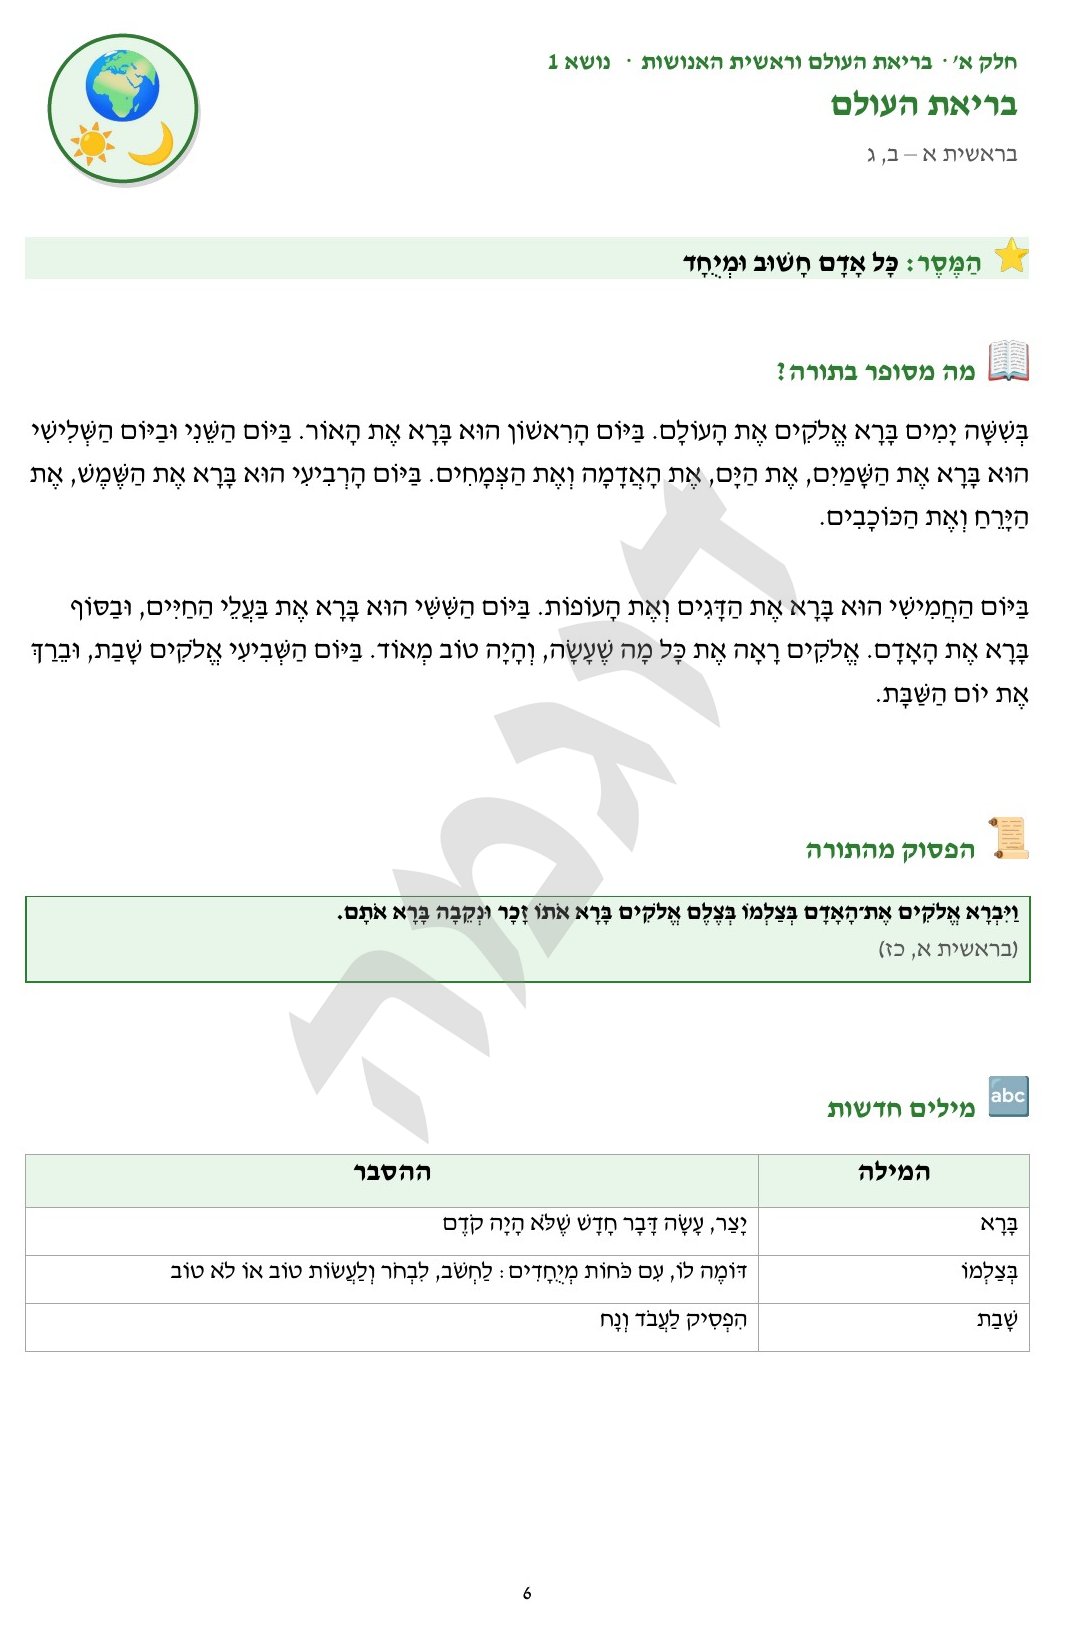 חלק א׳ · בריאת העולם וראשית האנושות · נושא 1
בריאת העולם
בראשית א – ב, ג
הַמֶּסֶר: כָּל אָדָם חָשׁוּב וּמְיֻחָד
מה מסופר בתורה?
בְּשִׁשָּׁה יָמִים בָּרָא אֱלֹקִים אֶת הָעוֹלָם. בַּיּוֹם הָרִאשׁוֹן הוּא בָּרָא אֶת הָאוֹר. בַּיּוֹם הַשֵּׁנִי וּבַיּוֹם הַשְּׁלִישִׁי
הוּא בָּרָא אֶת הַשָּׁמַיִם, אֶת הַיָּם, אֶת הָאֲדָמָה וְאֶת הַצְּמָחִים. בַּיּוֹם הָרְבִיעִי הוּא בָּרָא אֶת הַשֶּׁמֶשׁ, אֶת
הַיָּרֵחַ וְאֶת הַכּוֹכָבִים.
בַּיּוֹם הַחֲמִישִׁי הוּא בָּרָא אֶת הַדָּגִים וְאֶת הָעוֹפוֹת. בַּיּוֹם הַשִּׁשִּׁי הוּא בָּרָא אֶת בַּעֲלֵי הַחַיִּים, וּבַסּוֹף
בָּרָא אֶת הָאָדָם. אֱלֹקִים רָאָה אֶת כָּל מָה שֶׁעָשָׂה, וְהָיָה טוֹב מְאוֹד. בַּיּוֹם הַשְּׁבִיעִי אֱלֹקִים שָׁבַת, וּבֵרַךְ
אֶת יוֹם הַשַּׁבָּת.
הפסוק מהתורה
וַיִּבְרָא אֱלֹקִים אֶת־הָאָדָם בְּצַלְמוֹ בְּצֶלֶם אֱלֹקִים בָּרָא אֹתוֹ זָכָר וּנְקֵבָה בָּרָא אֹתָם.
(בראשית א, כז)
abc
מילים חדשות
המילה ההסבר
בָּרָא יָצַר, עָשָׂה דָּבָר חָדָשׁ שֶׁלֹּא הָיָה קֹדֶם
בְּצַלְמוֹ דּוֹמֶה לוֹ, עִם כֹּחוֹת מְיֻחָדִים: לַחְשֹׁב, לִבְחֹר וְלַעֲשׂוֹת טוֹב אוֹ לֹא טוֹב
שָׁבַת הִפְסִיק לַעֲבֹד וְנָח
דוגמה
6